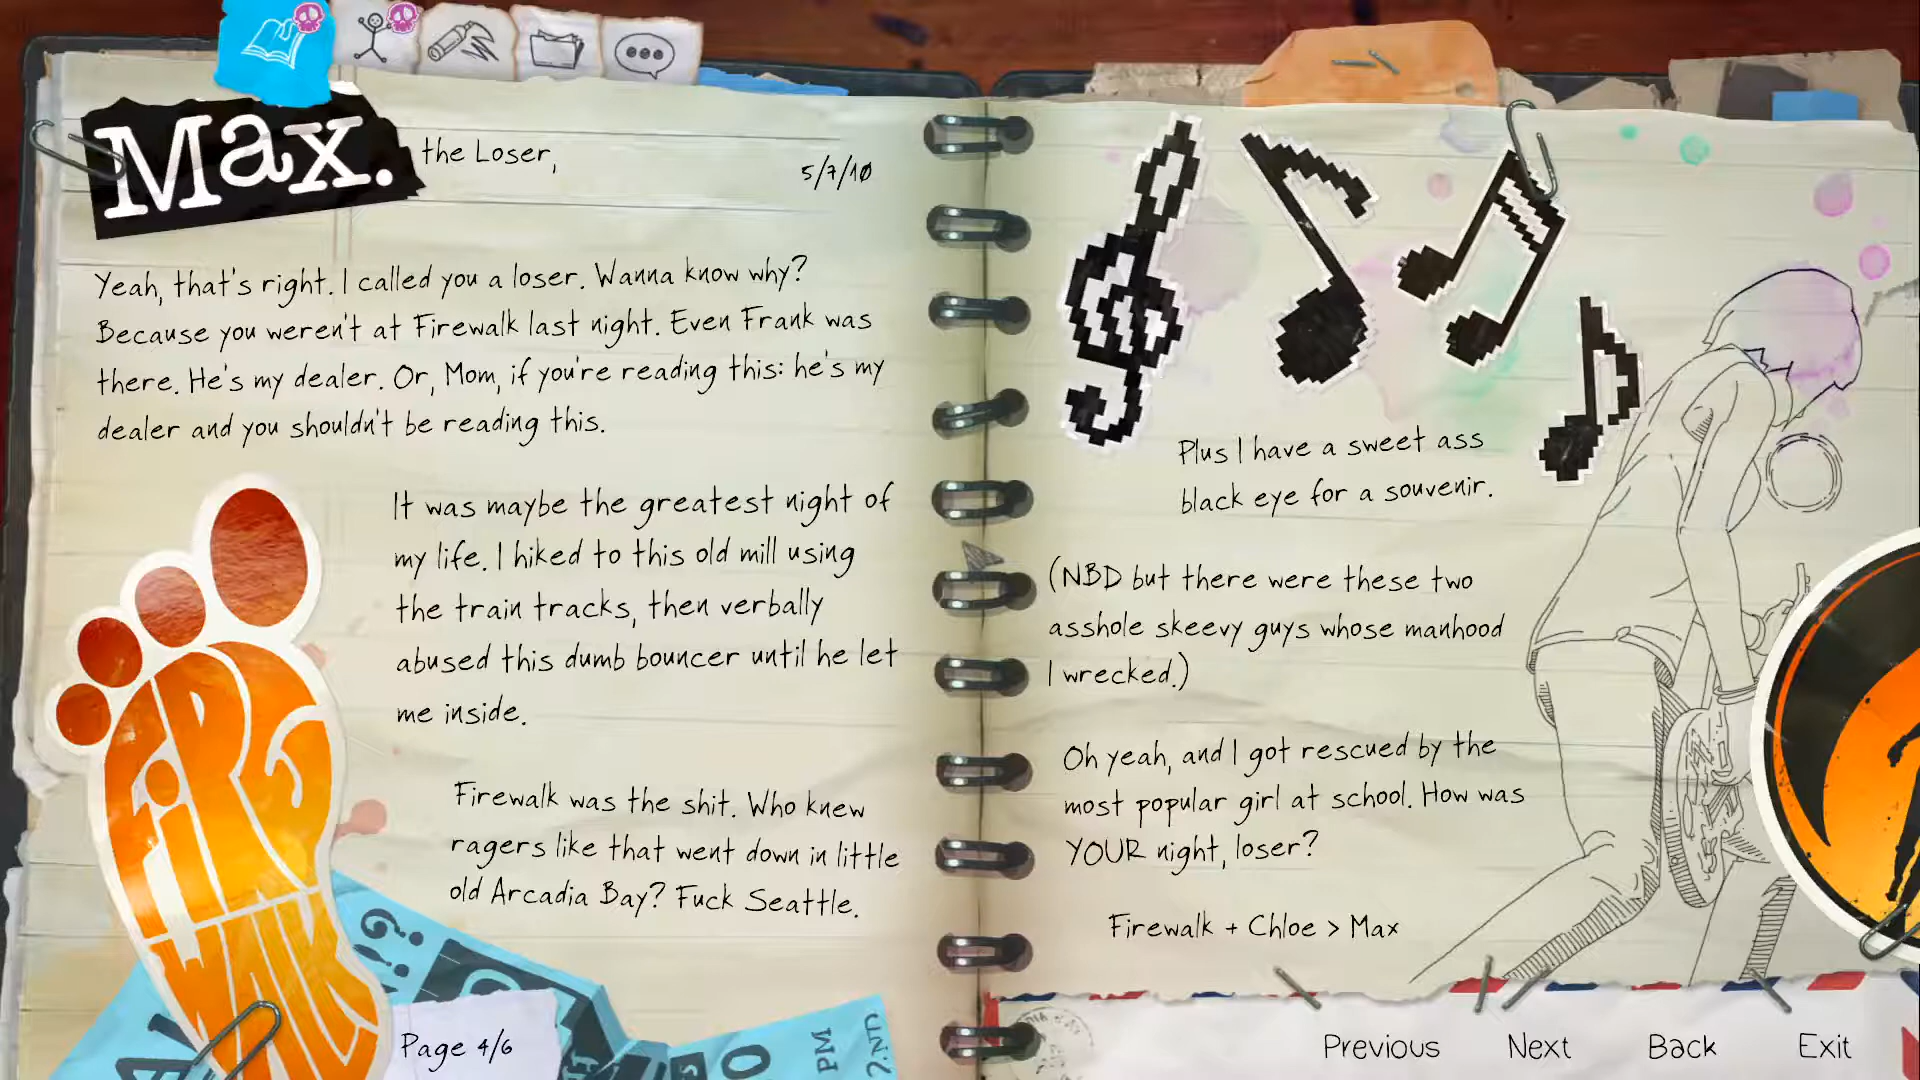 Max.
the Loser,
5/7/10
Yeah, that's right. I called you a loser. Wanna know why?
Because you weren't at Firewalk last night. Even Frank was
there. He's my dealer. Or, Mom, if you're reading this: he's my
dealer and you shouldn't be reading this.
It was maybe the greatest night of
my life. I hiked to this old mill using
the train tracks, then verbally
abused this dumb bouncer until he let
me inside.
Firewalk was the shit. Who knew
ragers like that went down in little
old Arcadia Bay? Fuck Seattle.
FIRE
WALK
PM
Page 4/6
Plus I have a sweet ass
black eye for a souvenir.
(NBD but there were these two
asshole skeevy guys whose manhood
I wrecked.)
Oh yeah, and I got rescued by the
most popular girl at school. How was
YOUR night, loser?
Firewalk + Chloe > Max
Previous
Next
Back
Exit